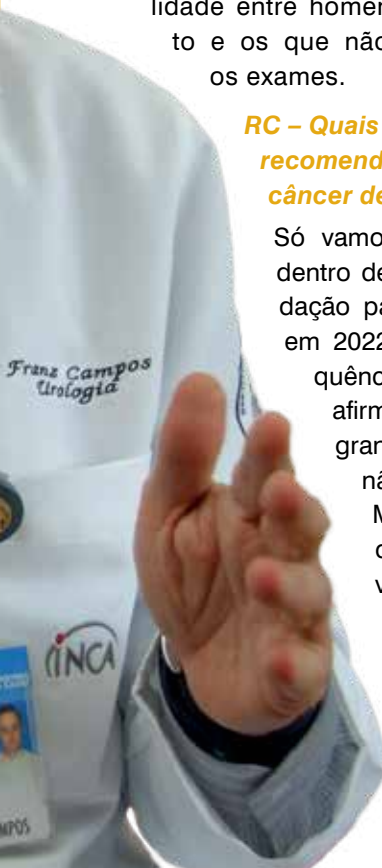 lidade entre homen
to e os que não
os exames.
RC – Quais
recomend
câncer de
Só vamo
dentro de
dação pa
em 2022
quênc
afirm
gran
nã
M
c
v
Franz Campos
Urologia
INCA
MPOS